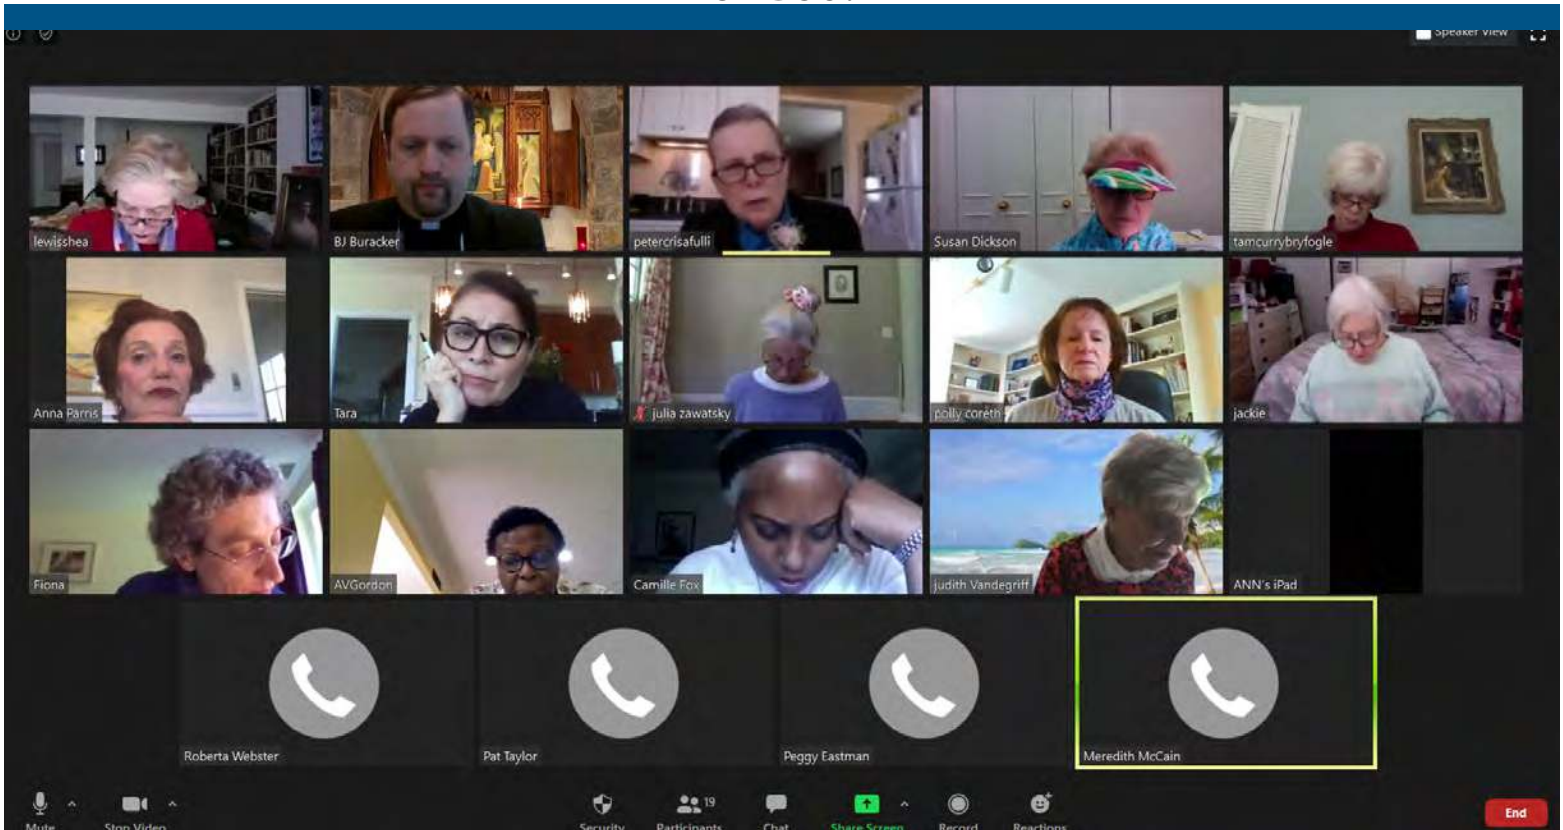 Speaker View
lewisshea
BJ Buracker
petercrisafulli
Susan Dickson
tamcurrybryfogle
Anna Parris
Tara
julia zawatsky
polly coreth
jackie
Fiona
AVGordon
Camille Fox
judith Vandegriff
ANN's iPad
Roberta Webster
Pat Taylor
Peggy Eastman
Meredith McCain
19
End
Mute
Stop Video
Security
Participants
Chat
Share Screen
Record
Reactions